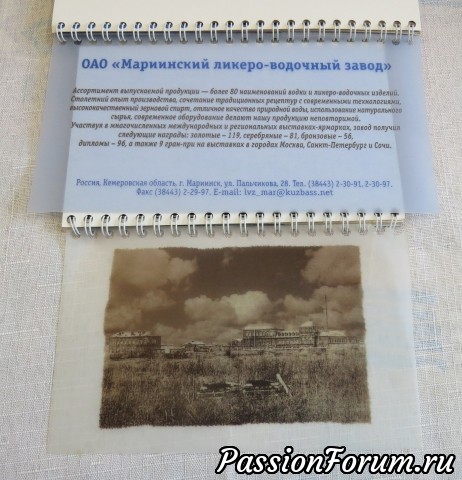 ОАО «Мариинский ликеро-водочный завод»
Ассортимент выпускаемой продукции — более 80 наименований водки и ликеро-водочных изделий.
Столетний опыт производства, сочетание традиционных рецептур с современными технологиями,
высококачественный зерновой спирт, отличное качество природной воды, использование натурального
сырья, современное оборудование делают нашу продукцию неповторимой.
Участвуя в многочисленных международных и региональных выставках-ярмарках, завод получил
следующие награды: золотые – 119, серебряные – 81, бронзовые – 56,
дипломы – 96, а также 9 гран-при на выставках в городах Москва, Санкт-Петербург и Сочи.
Россия, Кемеровская область, г. Мариинск, ул. Пальчикова, 28. Тел. (38443) 2-30-91, 2-30-97.
Факс (38443) 2-29-97. E-mail: lvz_mar@kuzbass.net
PassionForum.ru